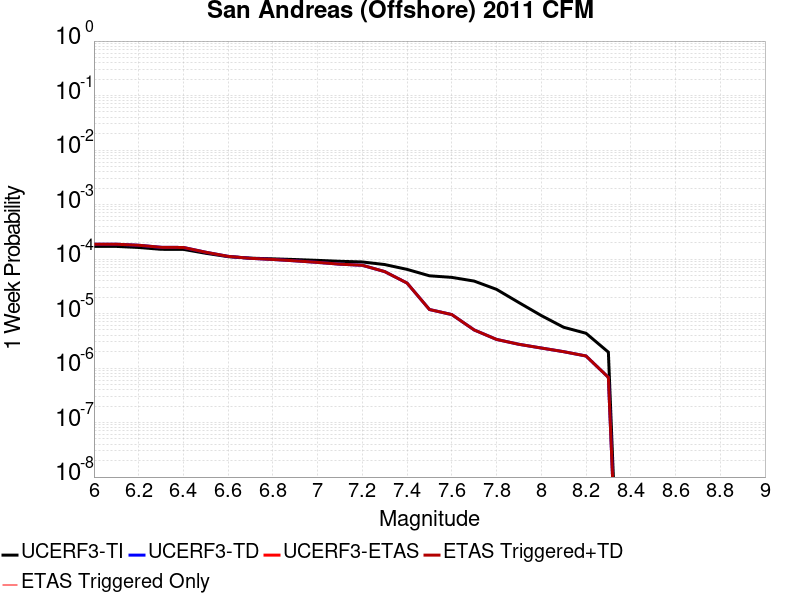 San Andreas (Offshore) 2011 CFM
10^0
10^-1
10^-2
10^-3
10^-4
10^-5
10^-6
10^-7
10^-8
1 Week Probability
6 6.2 6.4 6.6 6.8 7 7.2 7.4 7.6 7.8 8 8.2 8.4 8.6 8.8 9
Magnitude
UCERF3-TI UCERF3-TD UCERF3-ETAS ETAS Triggered+TD
ETAS Triggered Only